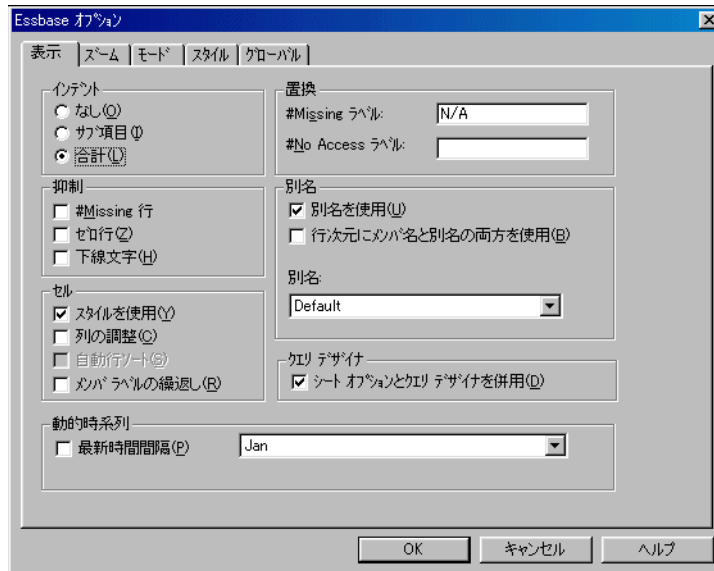 Essbase ｵﾌﾟｼｮﾝ
表示 ｽﾞｰﾑ ﾓｰﾄﾞ ｽﾀｲﾙ ｸﾞﾛｰﾊﾞﾙ
ｲﾝﾃﾞﾝﾄ
なし(O)
ｻﾌﾞ項目(I)
合計(L)
置換
#Missing ﾗﾍﾞﾙ: N/A
#No Access ﾗﾍﾞﾙ:
抑制
#Missing 行
ｾﾞﾛ行(Z)
下線文字(H)
別名
別名を使用(U)
行次元にﾒﾝﾊﾞ名と別名の両方を使用(B)
別名:
Default
セル
ｽﾀｲﾙを使用(Y)
列の調整(C)
自動行ｿｰﾄ(S)
ﾒﾝﾊﾞ ﾗﾍﾞﾙの繰返し(R)
ｸｴﾘ ﾃﾞｻﾞｲﾅ
ｼｰﾄ ｵﾌﾟｼｮﾝとｸｴﾘ ﾃﾞｻﾞｲﾅを併用(D)
動的時系列
最新時間間隔(P) Jan
OK キャンセル ヘルプ